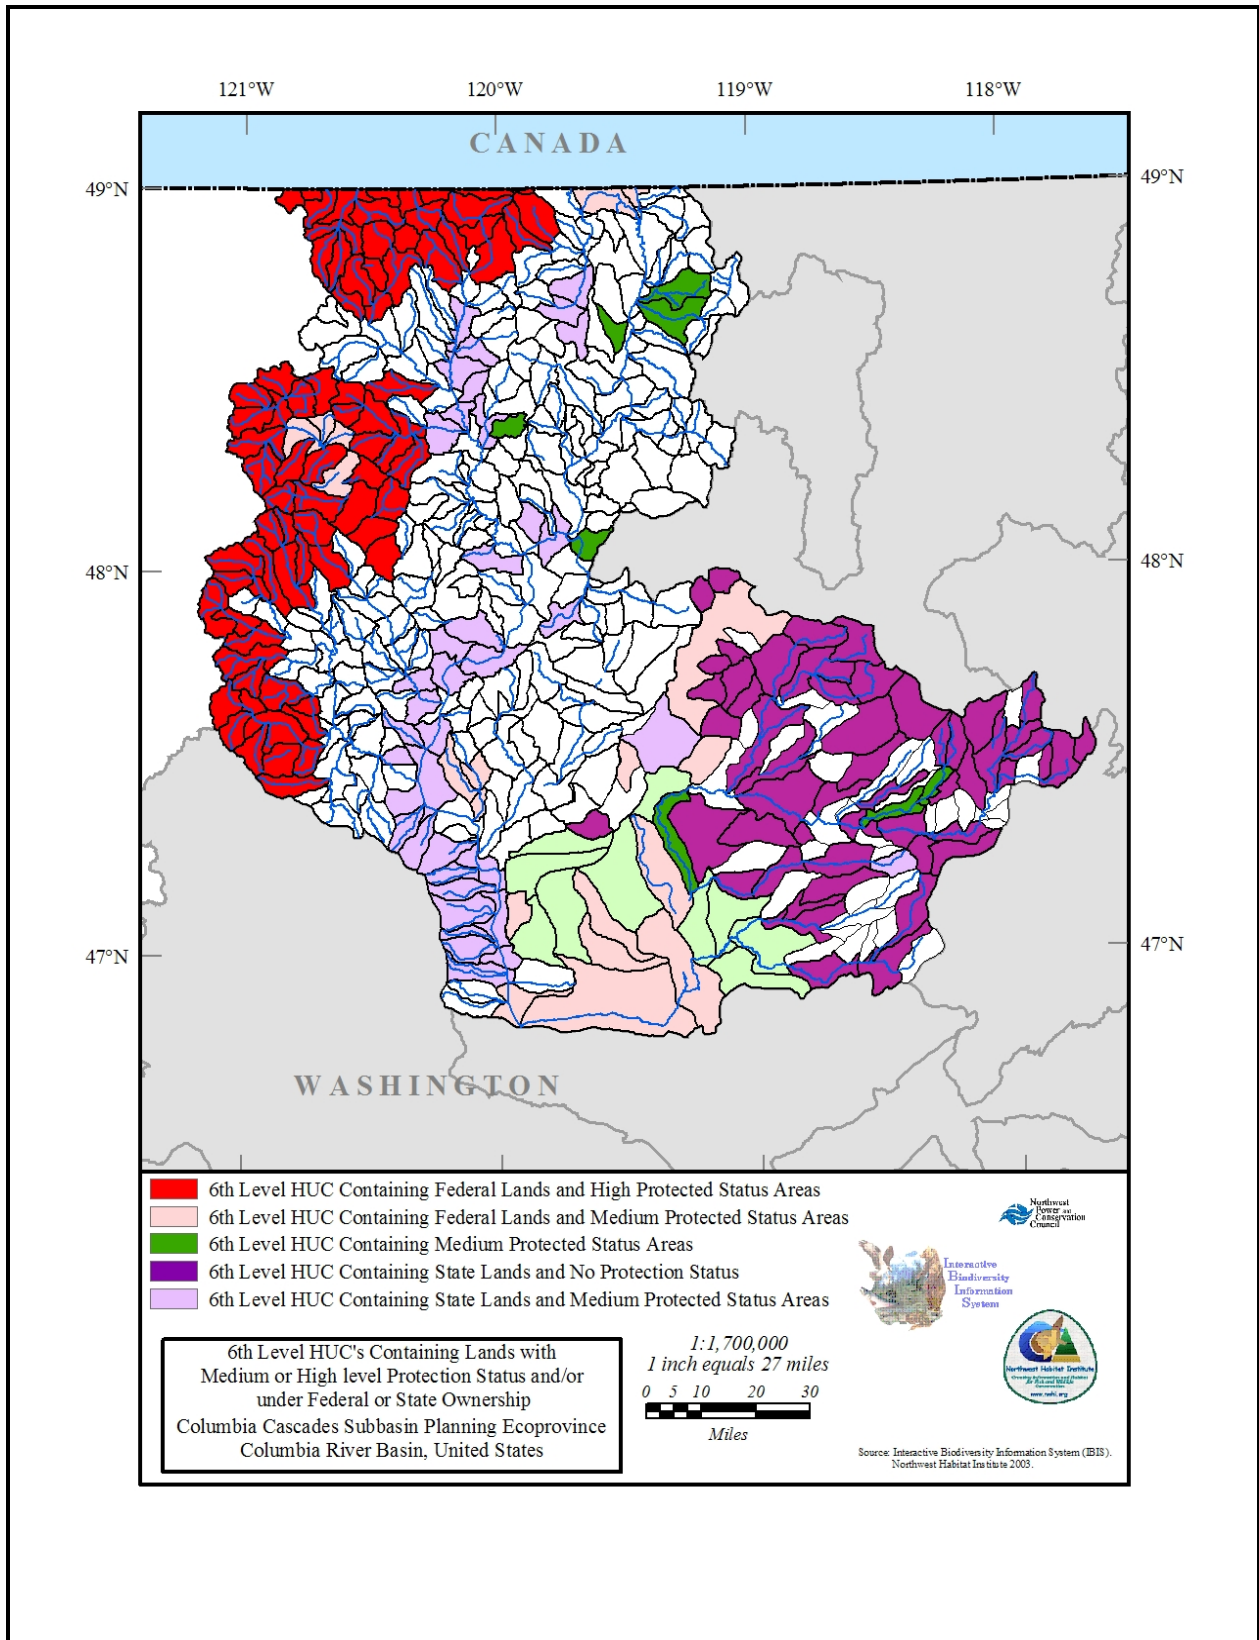 121°W 120°W 119°W 118°W
CANADA
49°N 49°N
48°N 48°N
47°N 47°N
WASHINGTON
6th Level HUC Containing Federal Lands and High Protected Status Areas
6th Level HUC Containing Federal Lands and Medium Protected Status Areas
6th Level HUC Containing Medium Protected Status Areas
6th Level HUC Containing State Lands and No Protection Status
6th Level HUC Containing State Lands and Medium Protected Status Areas
Northwest
Power and
Conservation
Council
Interactive
Biodiversity
Information
System
6th Level HUC's Containing Lands with
Medium or High level Protection Status and/or
under Federal or State Ownership
Columbia Cascades Subbasin Planning Ecoprovince
Columbia River Basin, United States
1:1,700,000
1 inch equals 27 miles
0 5 10 20 30
Miles
Northwest Habitat Institute
www.nwhi.org
Source: Interactive Biodiversity Information System (IBIS).
Northwest Habitat Institute 2003.